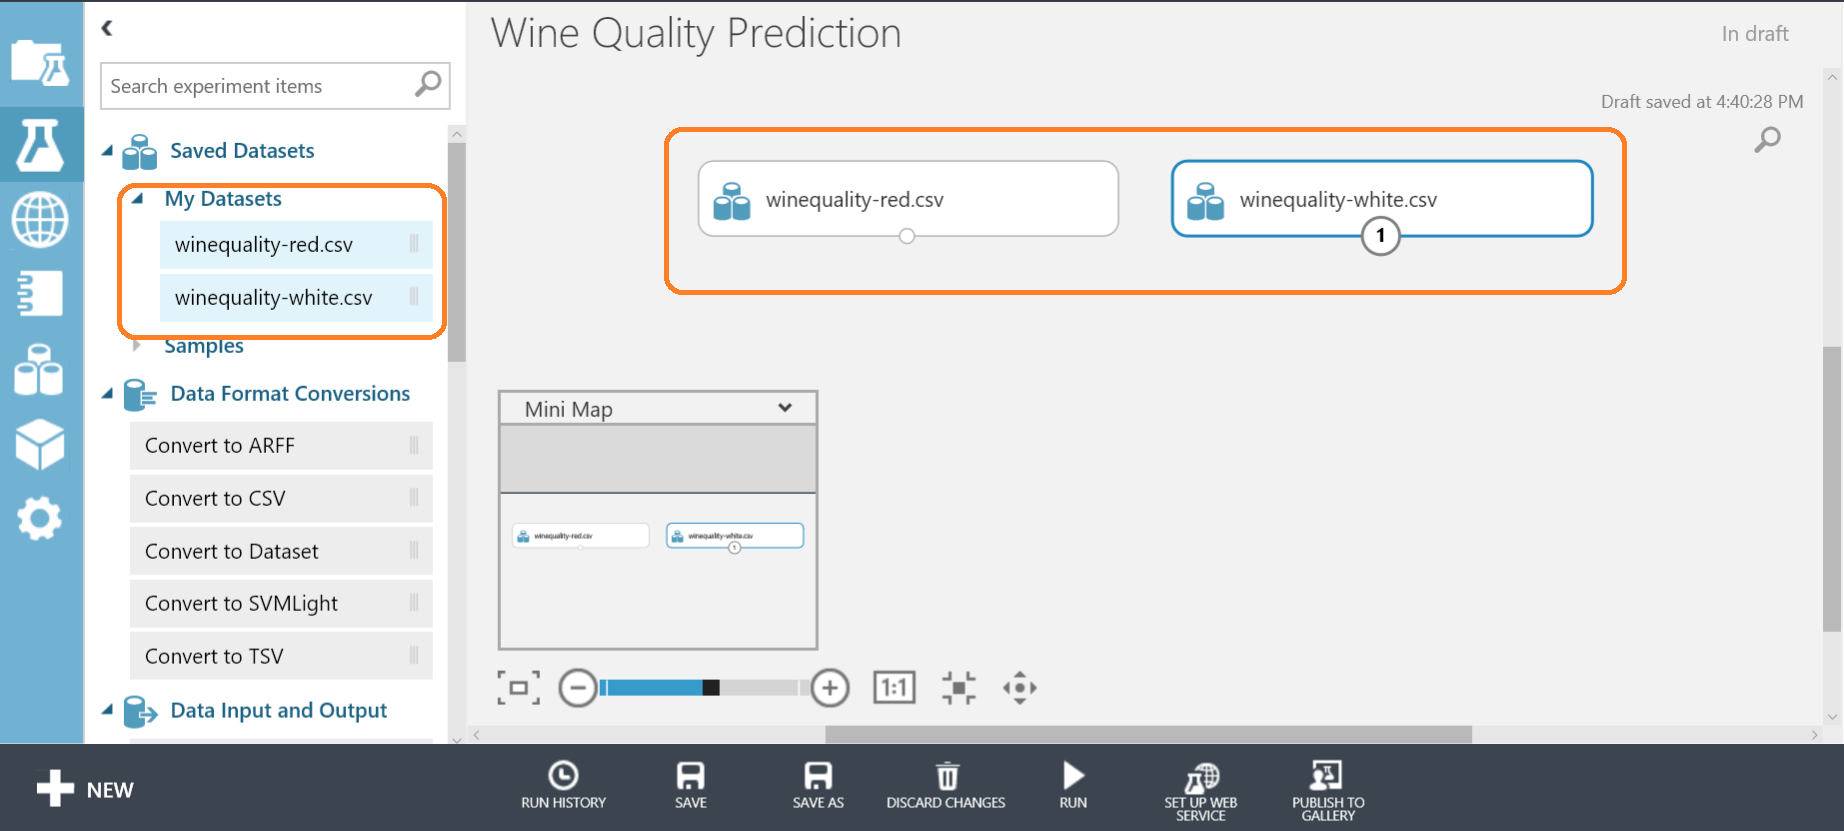 Wine Quality Prediction
In draft
Search experiment items
Draft saved at 4:40:28 PM
Saved Datasets
My Datasets
winequality-red.csv
winequality-white.csv
Samples
Data Format Conversions
Convert to ARFF
Convert to CSV
Convert to Dataset
Convert to SVMLight
Convert to TSV
Data Input and Output
winequality-red.csv
winequality-white.csv
1
Mini Map
winequality-red.csv
winequality-white.csv
1
1:1
NEW
RUN HISTORY
SAVE
SAVE AS
DISCARD CHANGES
RUN
SET UP WEB
SERVICE
PUBLISH TO
GALLERY